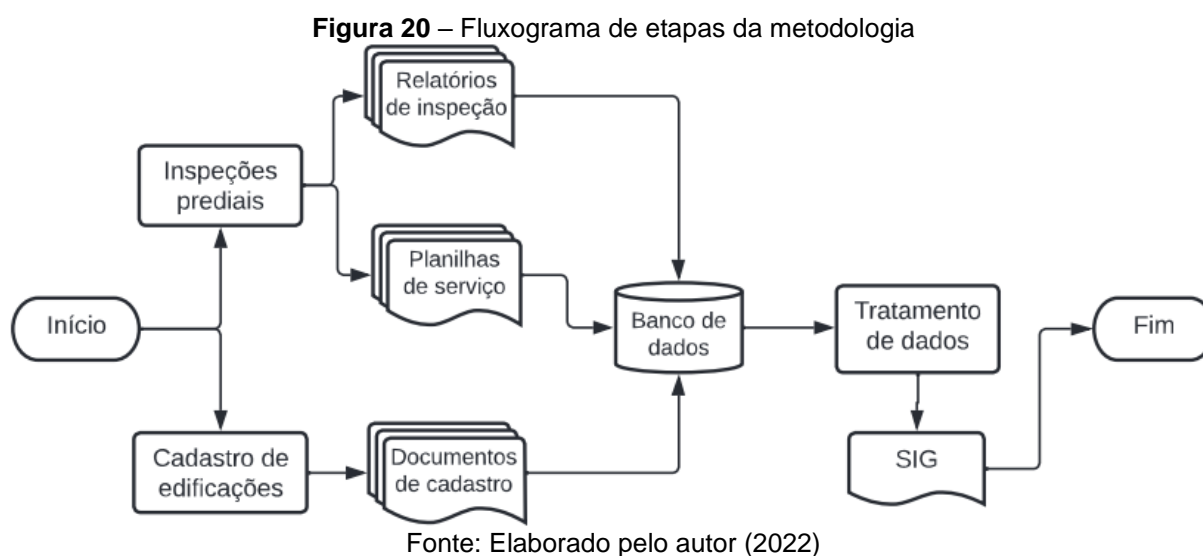 Figura 20 – Fluxograma de etapas da metodologia
Relatórios
de inspeção
Inspeções
prediais
Planilhas
de serviço
Início
Banco de
dados
Tratamento
de dados
Fim
Cadastro de
edificações
Documentos
de cadastro
SIG
Fonte: Elaborado pelo autor (2022)